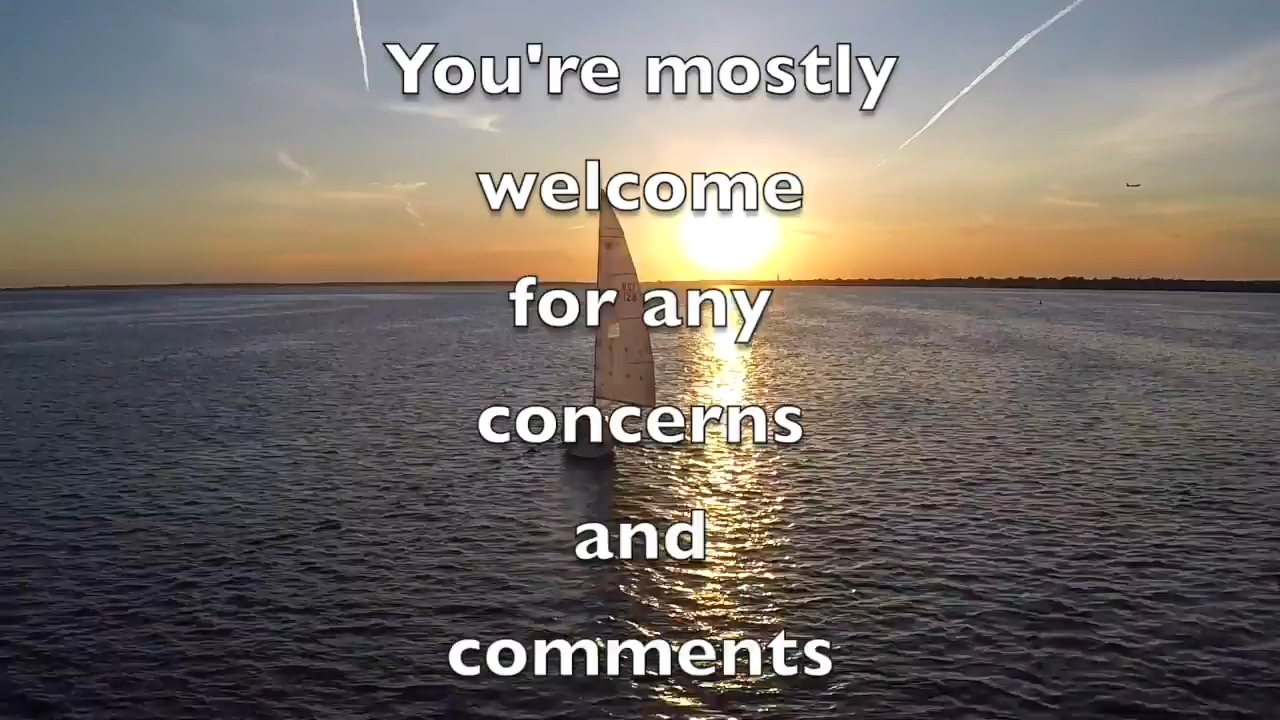 You're mostly
welcome
for any
concerns
and
comments